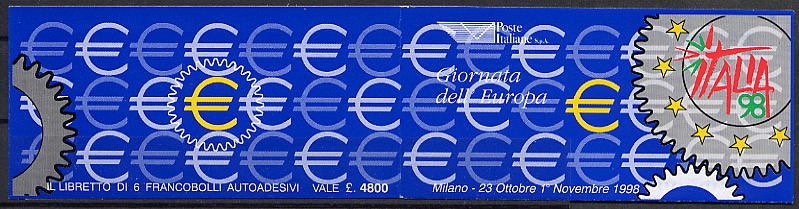 Poste
Italiane S.p.A.
Giornata
dell'Europa
ITALIA
98
IL LIBRETTO DI 6 FRANCOBOLLI AUTOADESIVI VALE £. 4800
Milano - 23 Ottobre 1° Novembre 1998